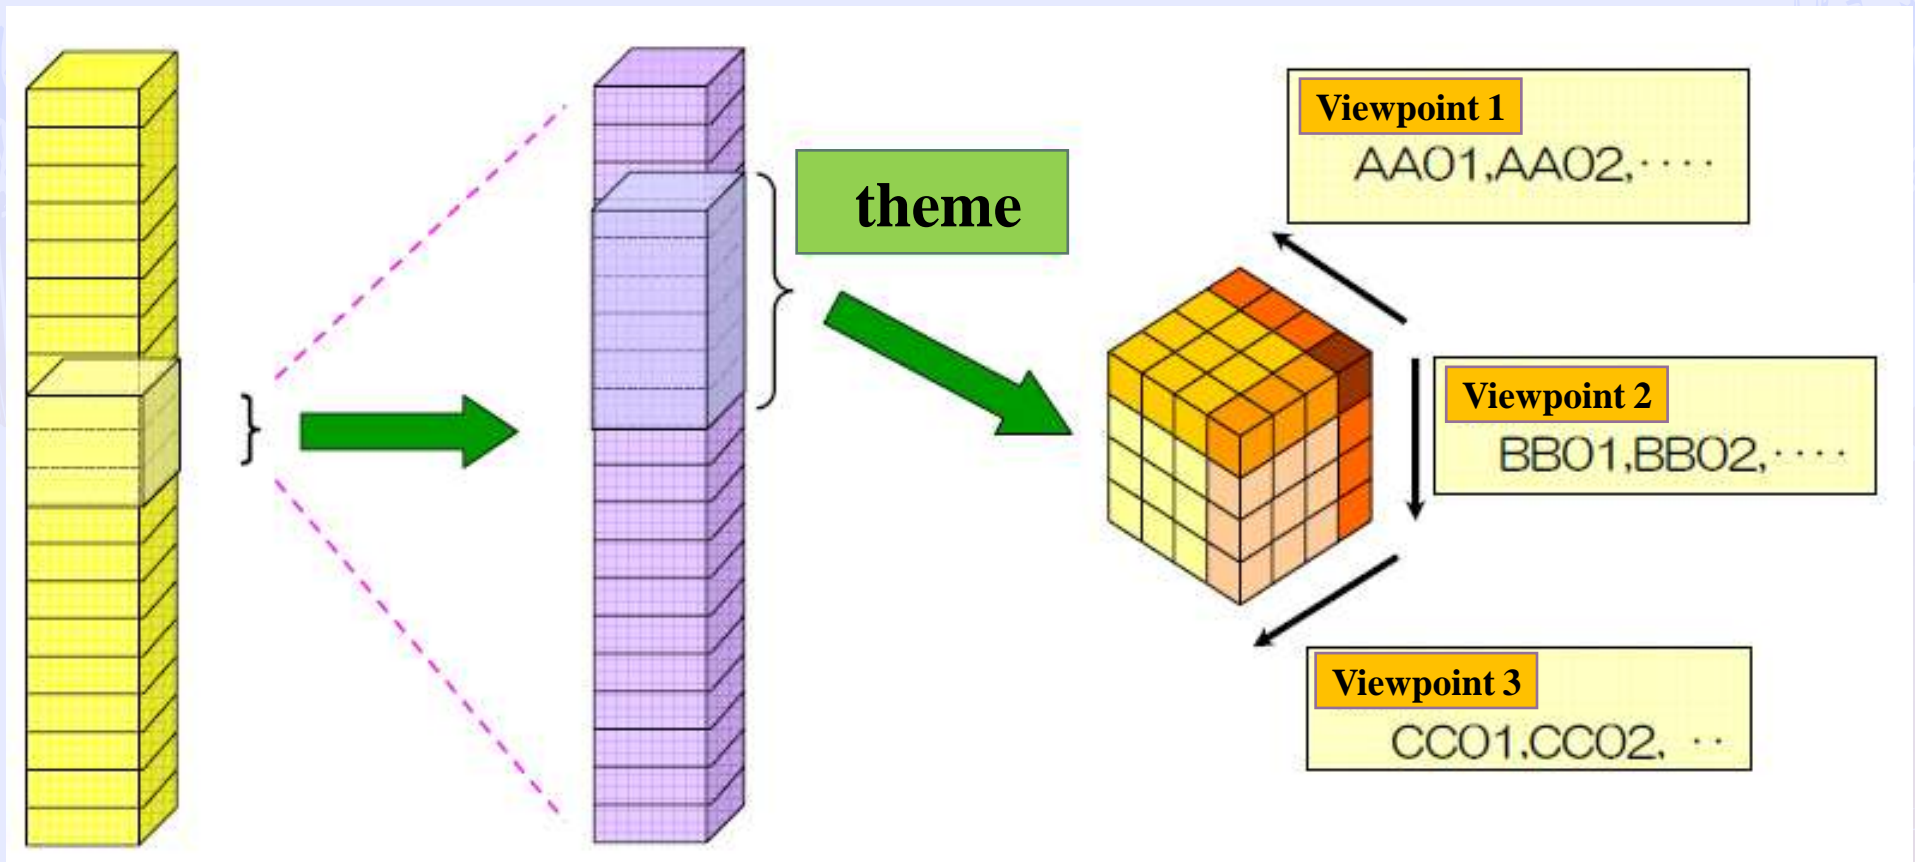 theme
Viewpoint 1
AA01,AA02,････
Viewpoint 2
BB01,BB02,････
Viewpoint 3
CC01,CC02, ･･